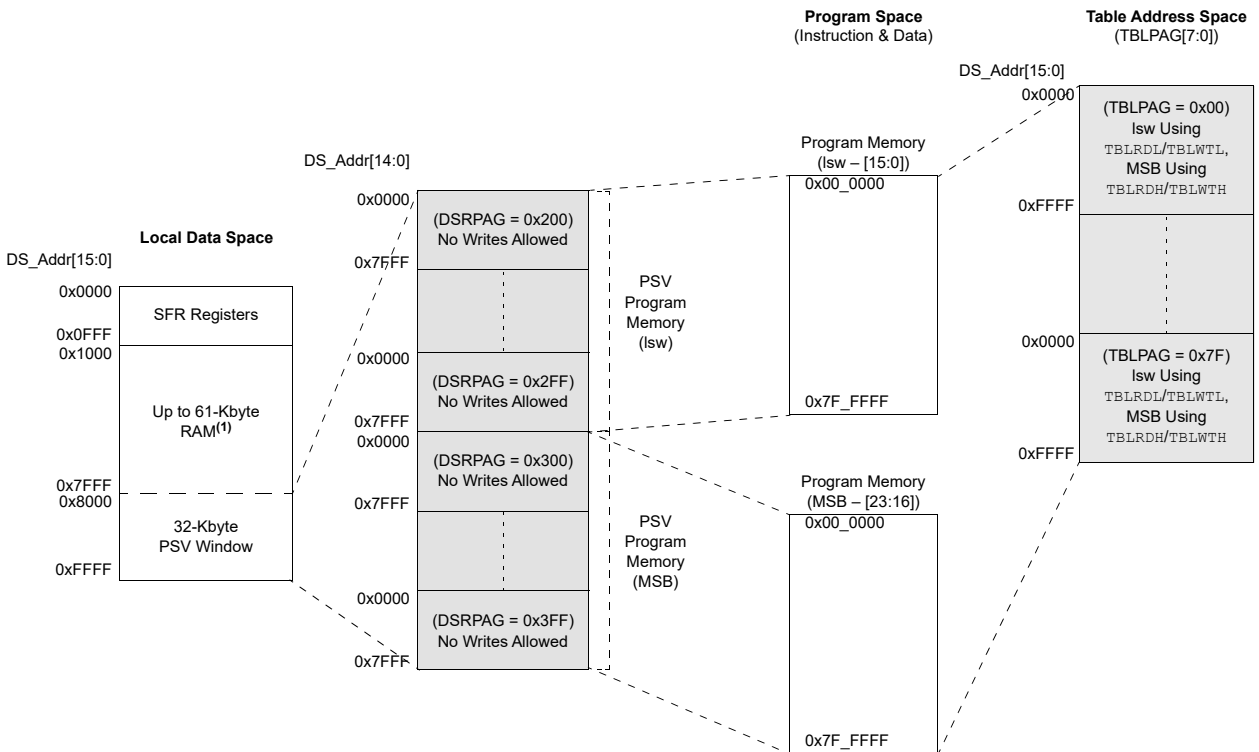 Program Space
(Instruction & Data)
Table Address Space
(TBLPAG[7:0])
Local Data Space
DS_Addr[15:0]
0x0000
SFR Registers
0x0FFF
0x1000
Up to 61-Kbyte
RAM(1)
0x7FFF
0x8000
32-Kbyte
PSV Window
0xFFFF
DS_Addr[14:0]
0x0000
(DSRPAG = 0x200)
No Writes Allowed
0x7FFF
0x0000
(DSRPAG = 0x2FF)
No Writes Allowed
0x7FFF
0x0000
(DSRPAG = 0x300)
No Writes Allowed
0x7FFF
0x0000
(DSRPAG = 0x3FF)
No Writes Allowed
0x7FFF
PSV
Program
Memory
(lsw)
PSV
Program
Memory
(MSB)
Program Memory
(lsw – [15:0])
0x00_0000
0x7F_FFFF
Program Memory
(MSB – [23:16])
0x00_0000
0x7F_FFFF
DS_Addr[15:0]
0x0000
(TBLPAG = 0x00)
lsw Using
TBLRDL/TBLWTL,
MSB Using
TBLRDH/TBLWTH
0xFFFF
0x0000
(TBLPAG = 0x7F)
lsw Using
TBLRDL/TBLWTL,
MSB Using
TBLRDH/TBLWTH
0xFFFF